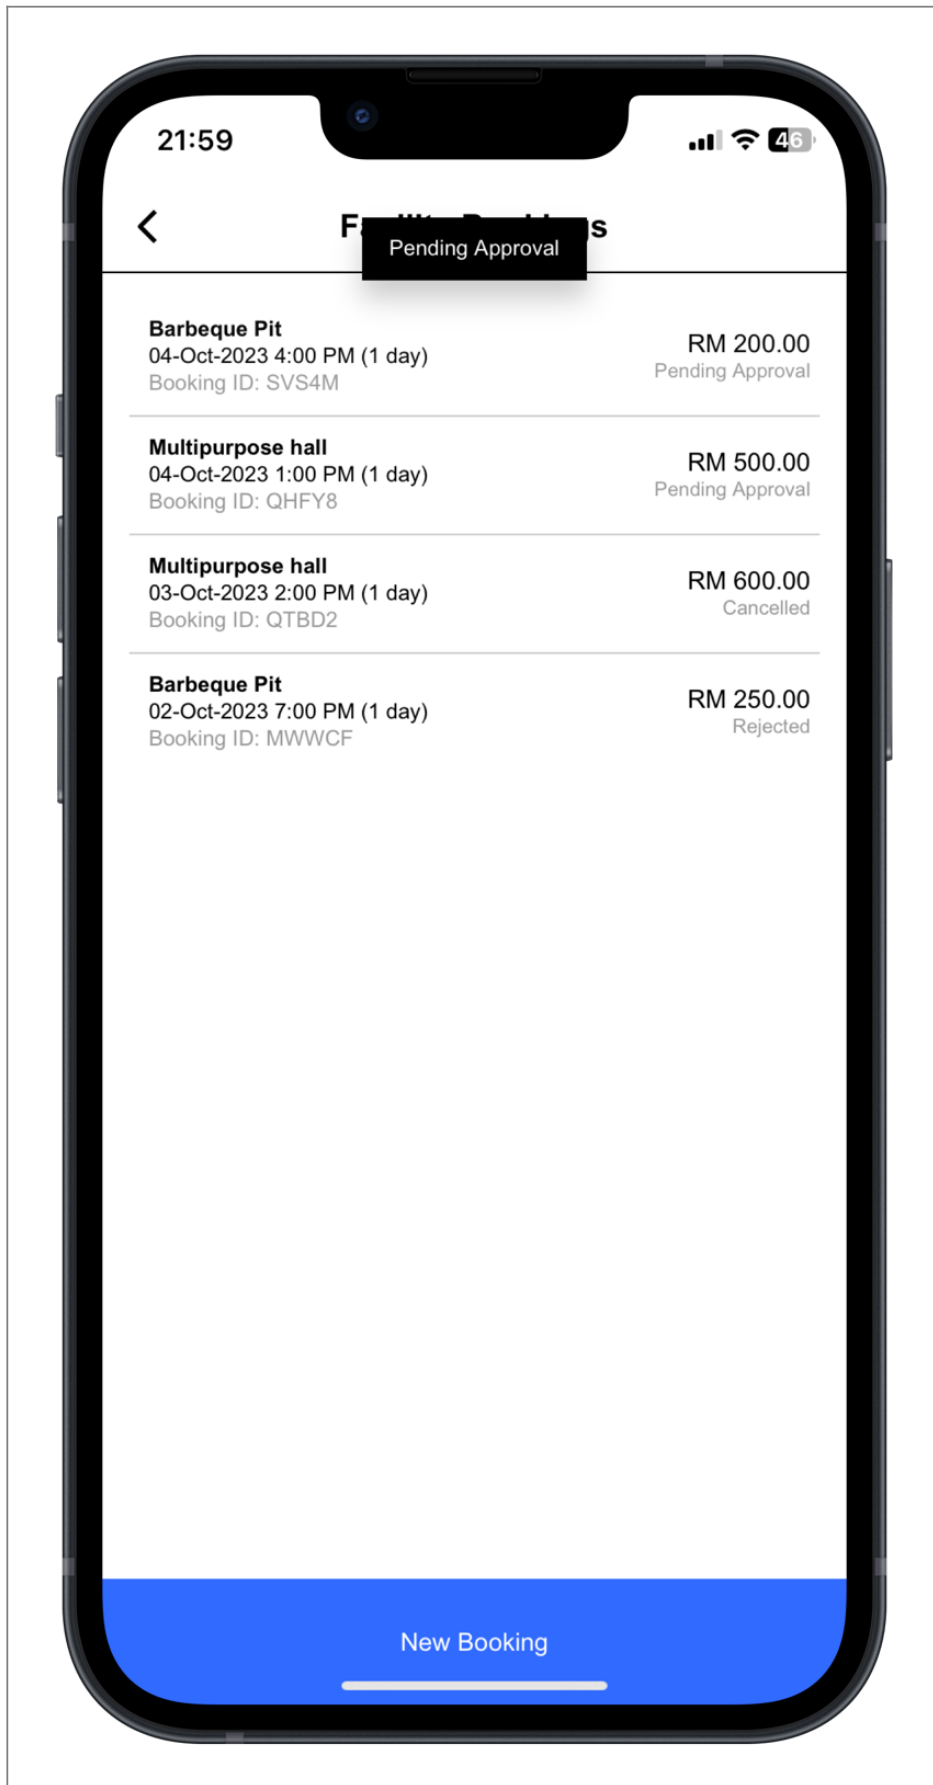 21:59
46
Pending Approval
Barbeque Pit
04-Oct-2023 4:00 PM (1 day)
Booking ID: SVS4M
RM 200.00
Pending Approval
Multipurpose hall
04-Oct-2023 1:00 PM (1 day)
Booking ID: QHFY8
RM 500.00
Pending Approval
Multipurpose hall
03-Oct-2023 2:00 PM (1 day)
Booking ID: QTBD2
RM 600.00
Cancelled
Barbeque Pit
02-Oct-2023 7:00 PM (1 day)
Booking ID: MWWCF
RM 250.00
Rejected
New Booking